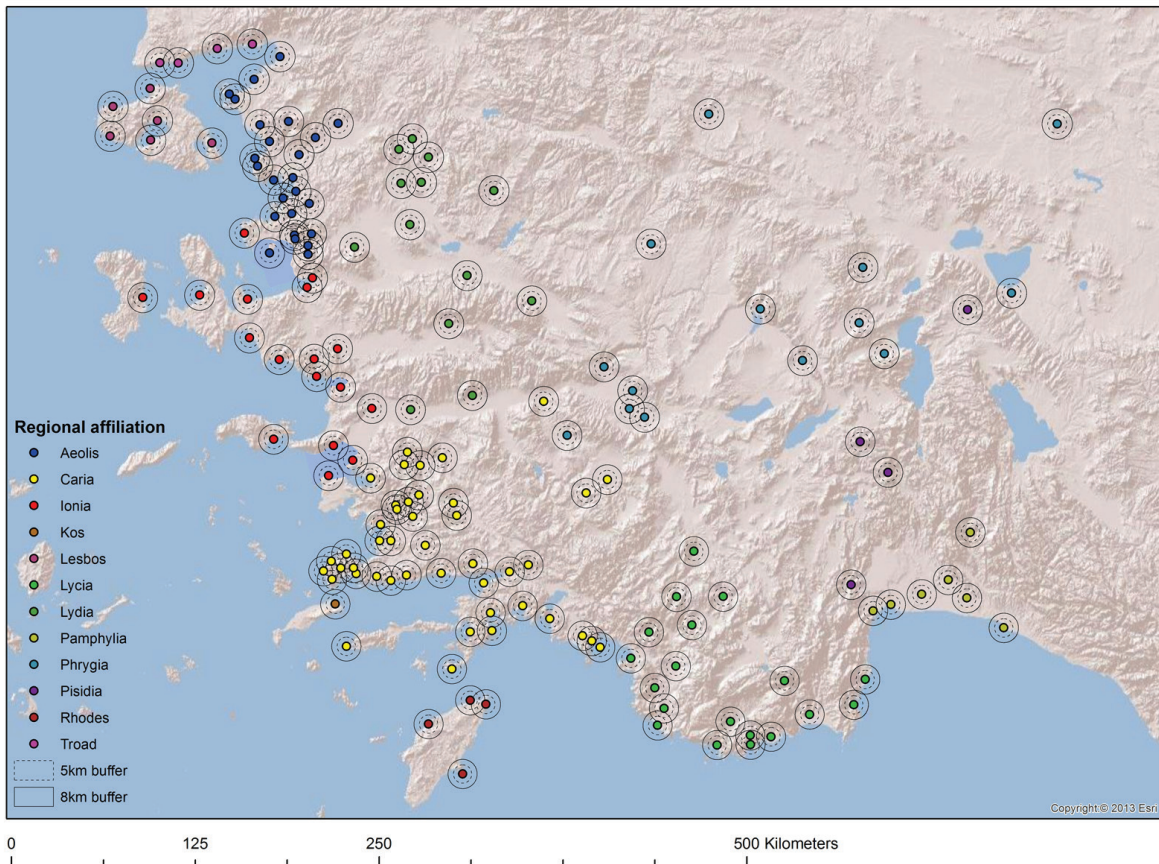 Regional affiliation
Aeolis
Caria
Ionia
Kos
Lesbos
Lycia
Lydia
Pamphylia
Phrygia
Pisidia
Rhodes
Troad
5km buffer
8km buffer
Copyright:© 2013 Esri
0 125 250 500 Kilometers